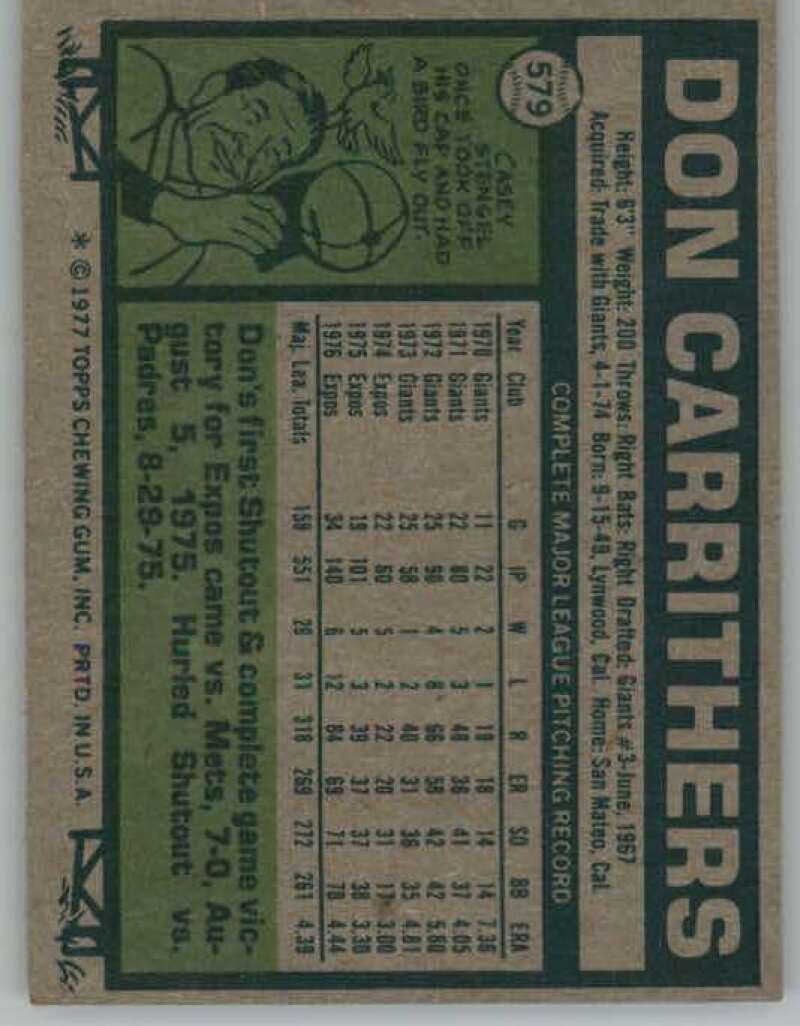 DON CARRITHERS
579
Height: 6'3" Weight: 200 Throws: Right Bats: Right Drafted: Giants #3-June, 1967
Acquired: Trade with Giants, 4-1-74 Born: 9-15-49, Lynwood, Cal. Home: San Mateo, Cal.
COMPLETE MAJOR LEAGUE PITCHING RECORD
Year Club G IP W L R ER SO BB ERA
1970 Giants 11 22 2 1 18 18 14 14 7.36
1971 Giants 22 80 5 3 40 36 41 37 4.05
1972 Giants 25 90 4 8 66 58 42 42 5.80
1973 Giants 25 58 1 2 40 31 36 35 4.81
1974 Expos 22 60 5 2 22 20 31 17 3.00
1975 Expos 19 101 5 3 39 37 37 38 3.30
1976 Expos 34 140 6 12 84 69 71 78 4.44
Maj. Lea. Totals 158 551 28 31 318 269 272 261 4.39
CASEY
STENGEL
ONCE TOOK OFF
HIS CAP AND HAD
A BIRD FLY OUT.
Don's first Shutout & complete game vic-
tory for Expos came vs. Mets, 7-0, Au-
gust 5, 1975. Hurled Shutout vs.
Padres, 8-29-75.
* © 1977 TOPPS CHEWING GUM, INC. PRTD. IN U.S.A.